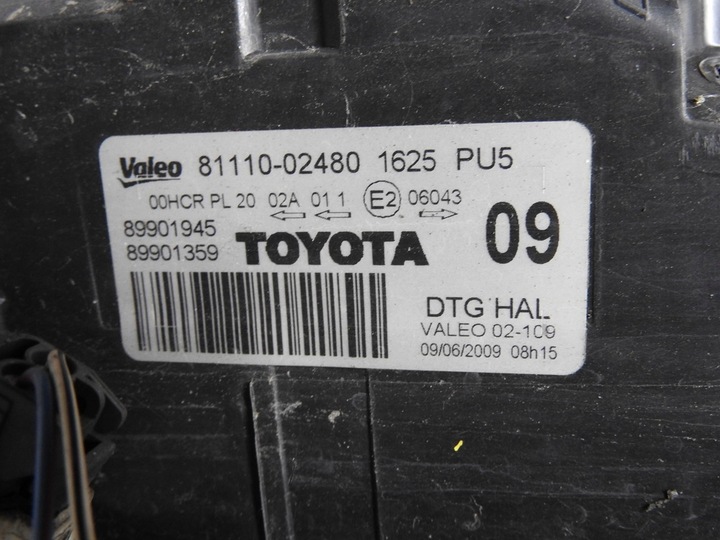 Valeo 81110-02480 1625 PU5
00HCR PL 20 02A 01 1 E2 06043
89901945
89901359 TOYOTA 09
DTG HAL
VALEO 02-109
09/06/2009 08h15